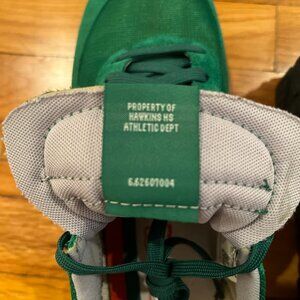 PROPERTY OF
HAWKINS HS
ATHLETIC DEPT
6.62607004